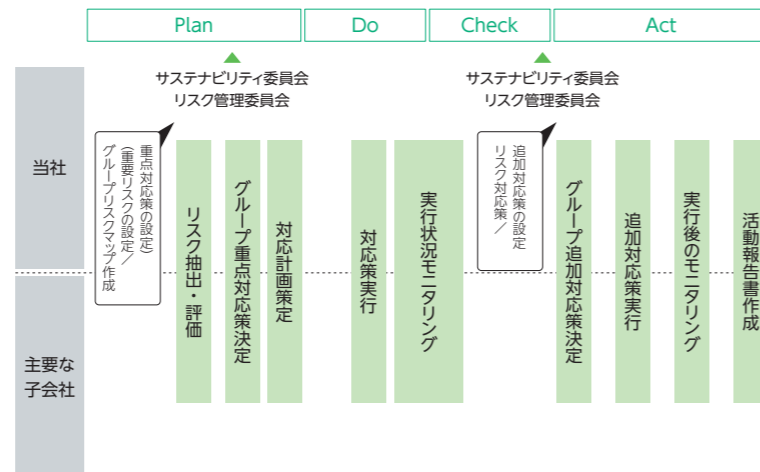 Plan
Do
Check
Act
サステナビリティ委員会
リスク管理委員会
サステナビリティ委員会
リスク管理委員会
当社
主要な
子会社
重点対応策の設定)
(重要リスクの設定/
グループリスクマップ作成
リスク抽出・評価
グループ重点対応策決定
対応計画策定
対応策実行
実行状況モニタリング
追加対応策の設定
リスク対応策/
グループ追加対応策決定
追加対応策実行
実行後のモニタリング
活動報告書作成